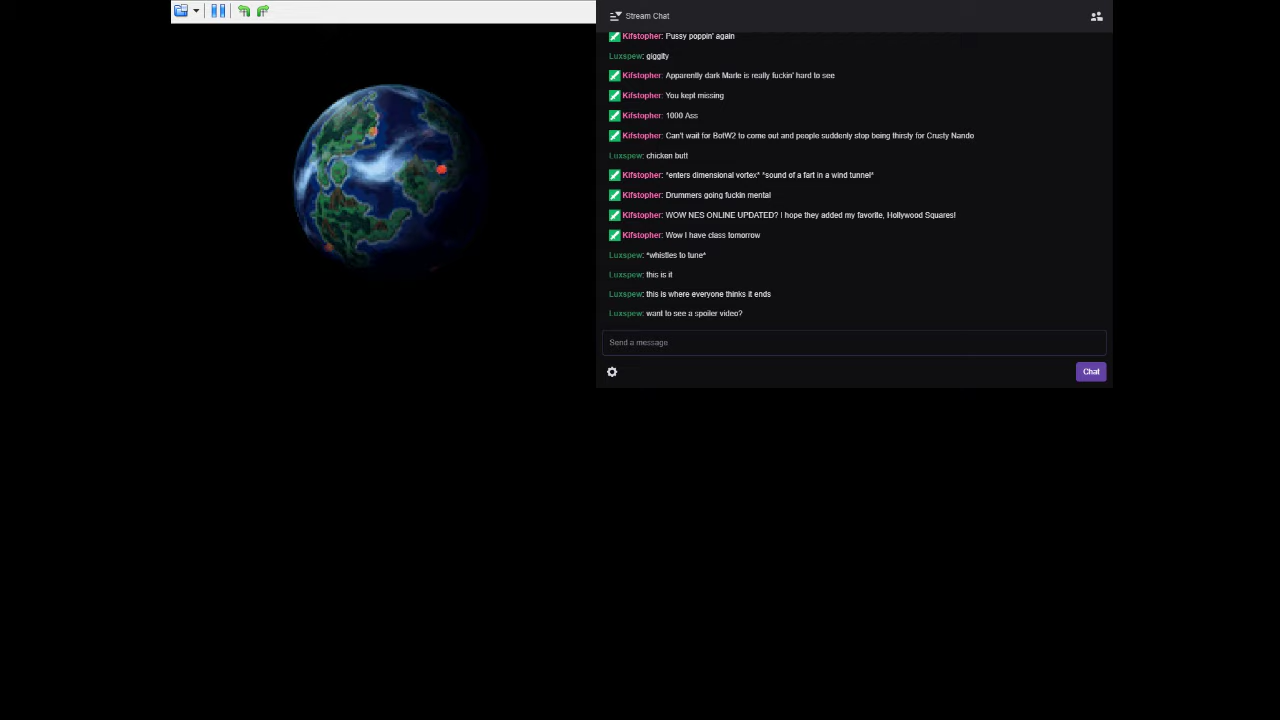 Stream Chat
Kifstopher: Pussy poppin' again
Luxspew: giggity
Kifstopher: Apparently dark Marle is really fuckin' hard to see
Kifstopher: You kept missing
Kifstopher: 1000 Ass
Kifstopher: Can't wait for BotW2 to come out and people suddenly stop being thirsty for Crusty Nando
Luxspew: chicken butt
Kifstopher: *enters dimensional vortex* *sound of a fart in a wind tunnel*
Kifstopher: Drummers going fuckin mental
Kifstopher: WOW NES ONLINE UPDATED? I hope they added my favorite, Hollywood Squares!
Kifstopher: Wow I have class tomorrow
Luxspew: *whistles to tune*
Luxspew: this is it
Luxspew: this is where everyone thinks it ends
Luxspew: want to see a spoiler video?
Send a message
Chat